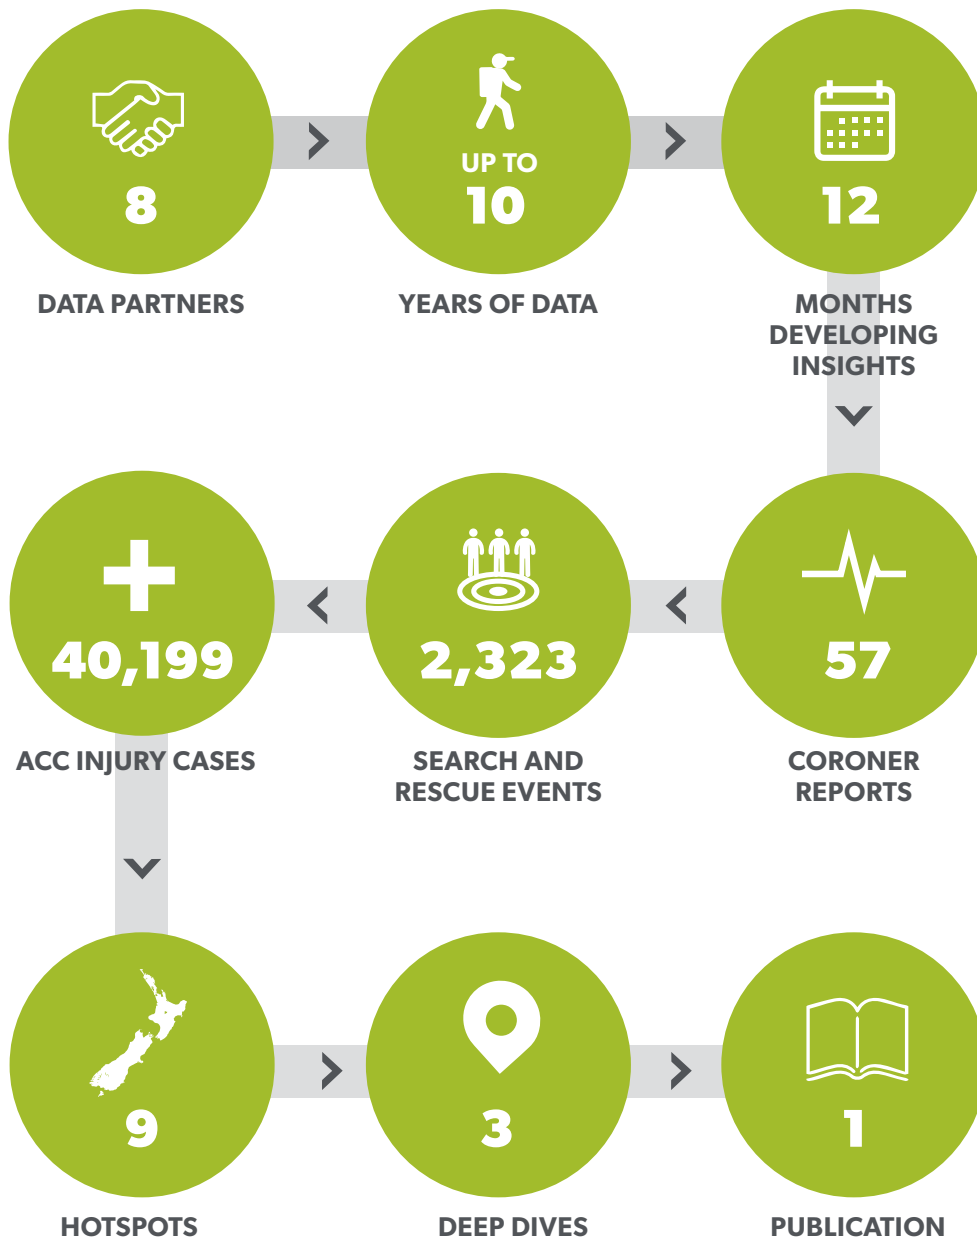 8
DATA PARTNERS
UP TO
10
YEARS OF DATA
12
MONTHS
DEVELOPING
INSIGHTS
57
CORONER
REPORTS
2,323
SEARCH AND
RESCUE EVENTS
40,199
ACC INJURY CASES
9
HOTSPOTS
3
DEEP DIVES
1
PUBLICATION